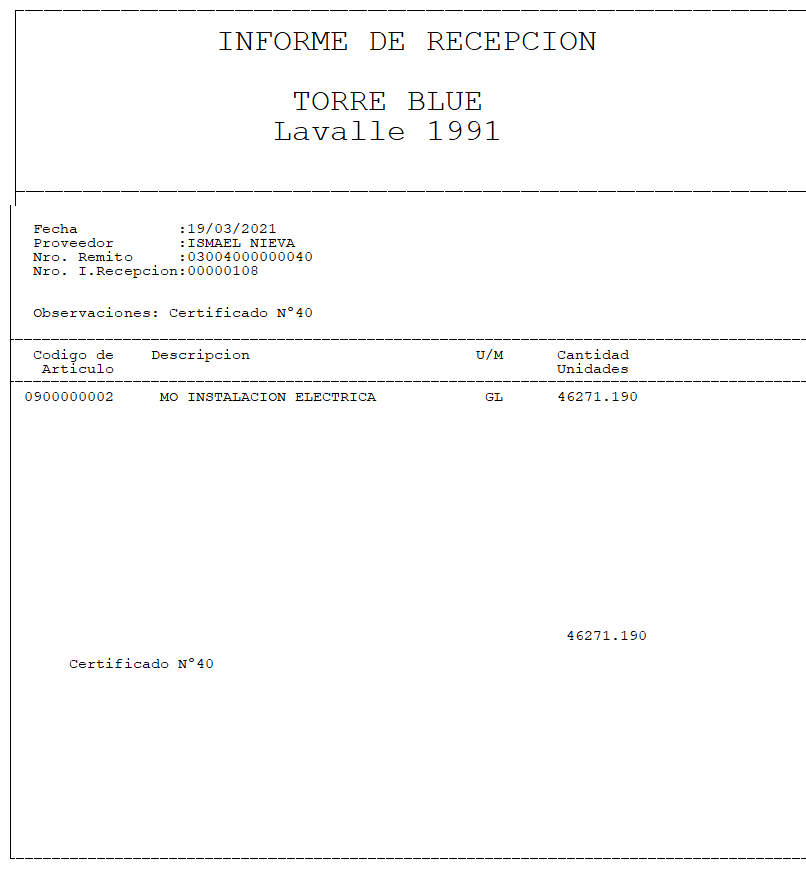 INFORME DE RECEPCION
TORRE BLUE
Lavalle 1991
Fecha :19/03/2021
Proveedor :ISMAEL NIEVA
Nro. Remito :03004000000040
Nro. I.Recepcion:00000108
Observaciones: Certificado N°40
Codigo de Descripcion U/M Cantidad
Articulo Unidades
0900000002 MO INSTALACION ELECTRICA GL 46271.190
46271.190
Certificado N°40